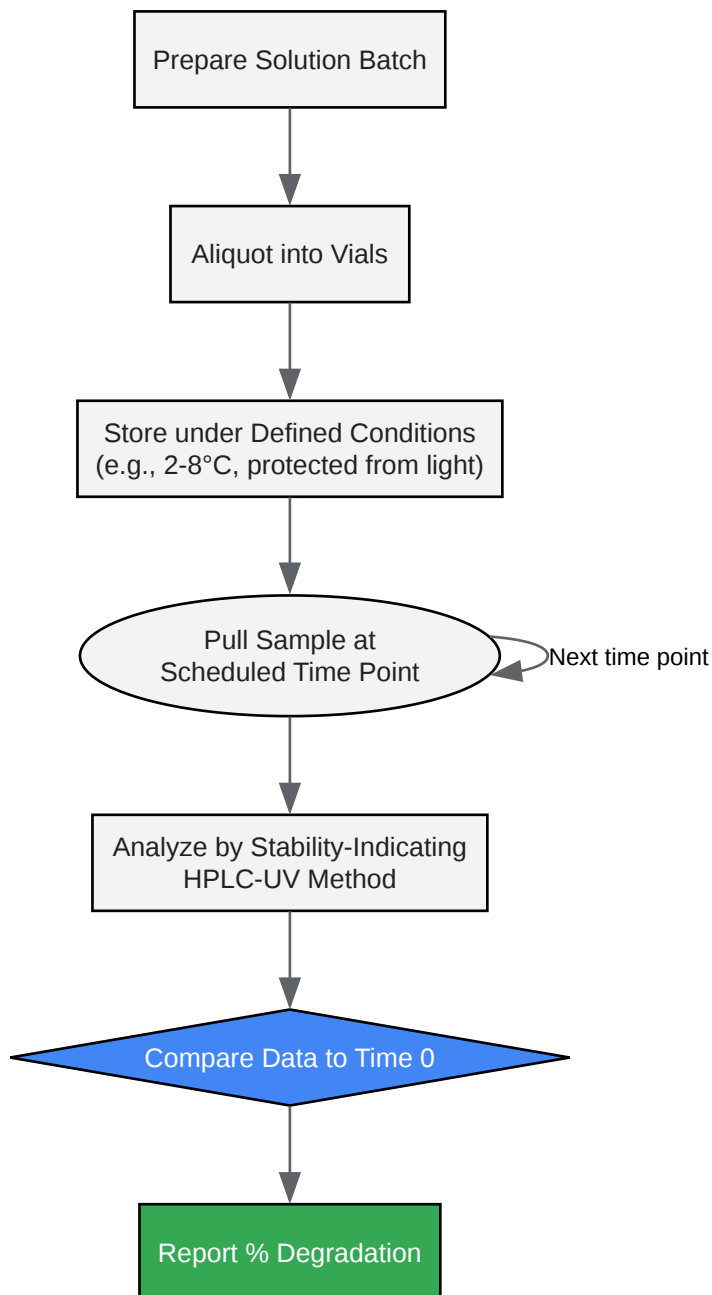 Prepare Solution Batch
Aliquot into Vials
Store under Defined Conditions
(e.g., 2-8°C, protected from light)
Pull Sample at
Scheduled Time Point
Next time point
Analyze by Stability-Indicating
HPLC-UV Method
Compare Data to Time 0
Report % Degradation